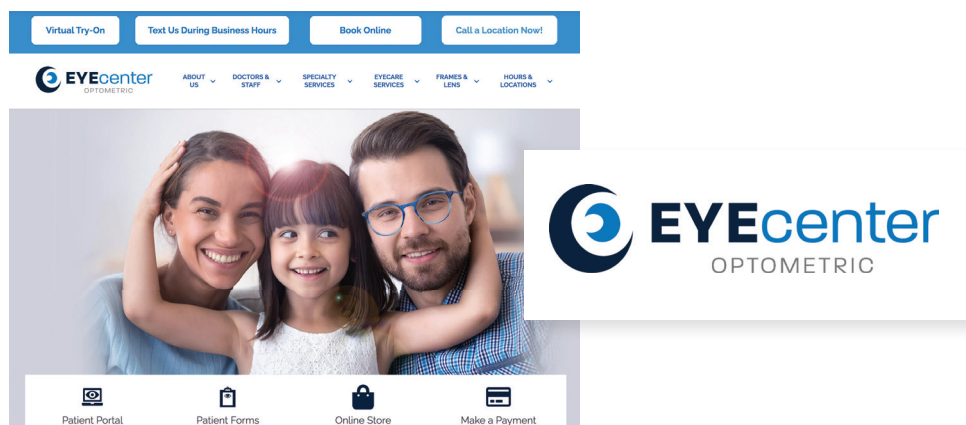 Virtual Try-On
Text Us During Business Hours
Book Online
Call a Location Now!
EYEcenter
OPTOMETRIC
ABOUT
US
DOCTORS &
STAFF
SPECIALTY
SERVICES
EYECARE
SERVICES
FRAMES &
LENS
HOURS &
LOCATIONS
EYEcenter
OPTOMETRIC
Patient Portal
Patient Forms
Online Store
Make a Payment